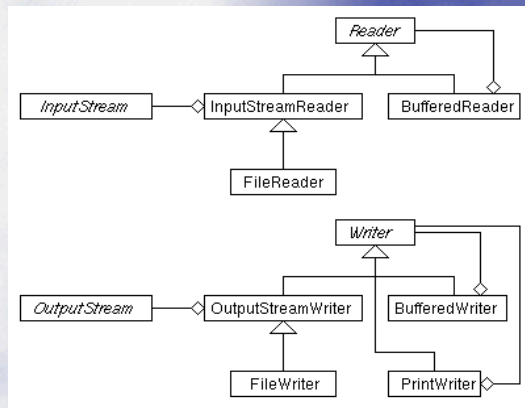 Reader
InputStream
InputStreamReader
BufferedReader
FileReader
Writer
OutputStream
OutputStreamWriter
BufferedWriter
FileWriter
PrintWriter